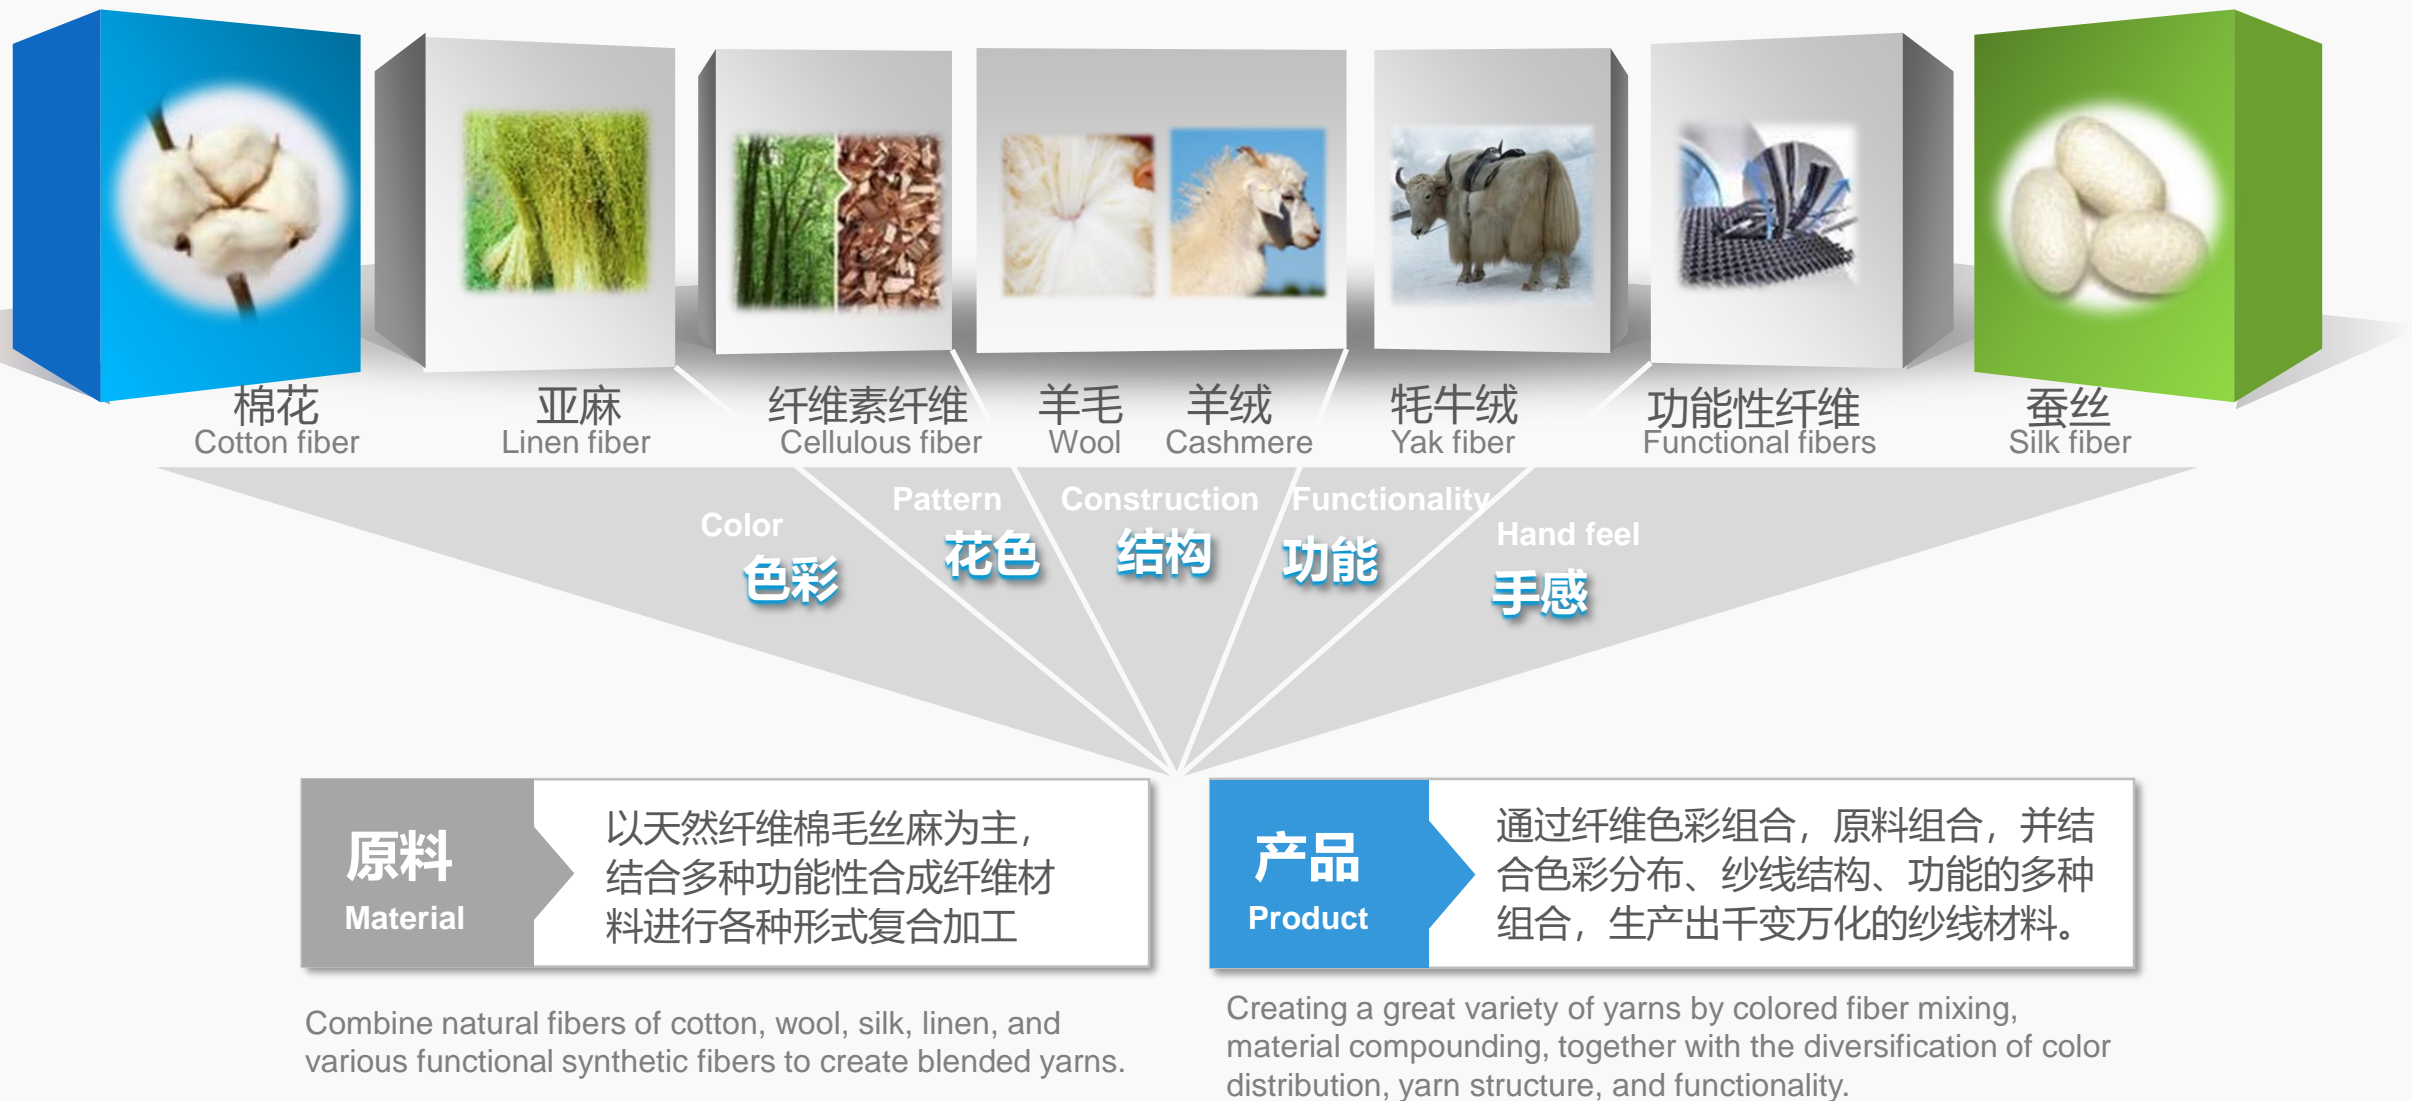 棉花
Cotton fiber
亚麻
Linen fiber
纤维素纤维
Cellulous fiber
羊毛
Wool
羊绒
Cashmere
牦牛绒
Yak fiber
功能性纤维
Functional fibers
蚕丝
Silk fiber
Color
色彩
Pattern
花色
Construction
结构
Functionality
功能
Hand feel
手感
原料
Material
以天然纤维棉毛丝麻为主，
结合多种功能性合成纤维材
料进行各种形式复合加工
Combine natural fibers of cotton, wool, silk, linen, and
various functional synthetic fibers to create blended yarns.
产品
Product
通过纤维色彩组合，原料组合，并结
合色彩分布、纱线结构、功能的多种
组合，生产出千变万化的纱线材料。
Creating a great variety of yarns by colored fiber mixing,
material compounding, together with the diversification of color
distribution, yarn structure, and functionality.